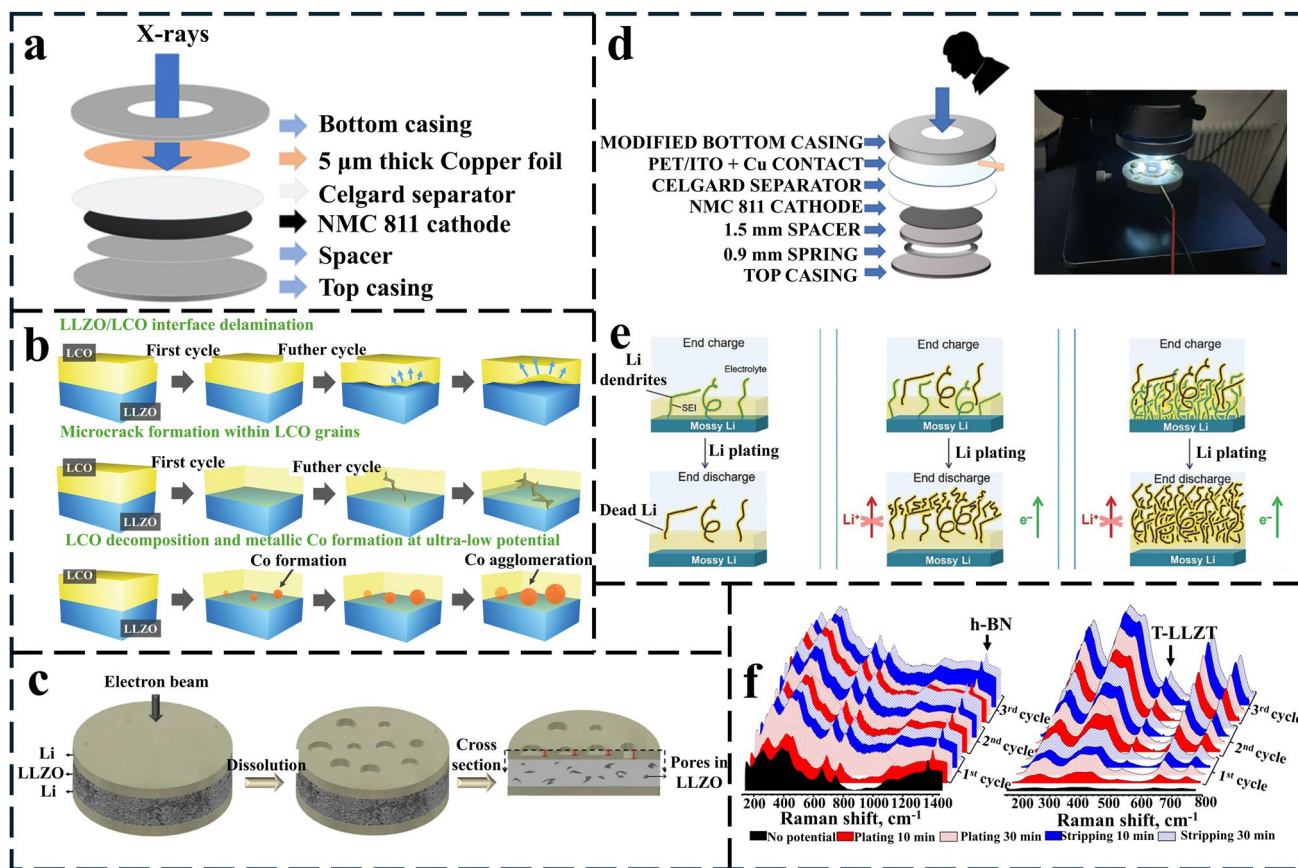 a
X-rays
Bottom casing
5 μm thick Copper foil
Celgard separator
NMC 811 cathode
Spacer
Top casing
d
MODIFIED BOTTOM CASING
PET/ITO + Cu CONTACT
CELGARD SEPARATOR
NMC 811 CATHODE
1.5 mm SPACER
0.9 mm SPRING
TOP CASING
b
LLZO/LCO interface delamination
LCO
First cycle
Futher cycle
LLZO
Microcrack formation within LCO grains
LCO
First cycle
Futher cycle
LLZO
LCO decomposition and metallic Co formation at ultra-low potential
LCO
Co formation
Co agglomeration
LLZO
e
End charge
Li dendrites
Electrolyte
SEI
Mossy Li
Li plating
End discharge
Dead Li
Mossy Li
End charge
Mossy Li
Li plating
End discharge
Li⁺
e⁻
Mossy Li
End charge
Mossy Li
Li plating
End discharge
Li⁺
e⁻
Mossy Li
c
Electron beam
Li
LLZO
Li
Dissolution
Cross section
Pores in LLZO
f
h-BN
3rd cycle
2nd cycle
1st cycle
200 400 600 800 1000 1200 1400
Raman shift, cm⁻¹
T-LLZT
3rd cycle
2nd cycle
1st cycle
200 300 400 500 600 700 800
Raman shift, cm⁻¹
No potential Plating 10 min Plating 30 min Stripping 10 min Stripping 30 min